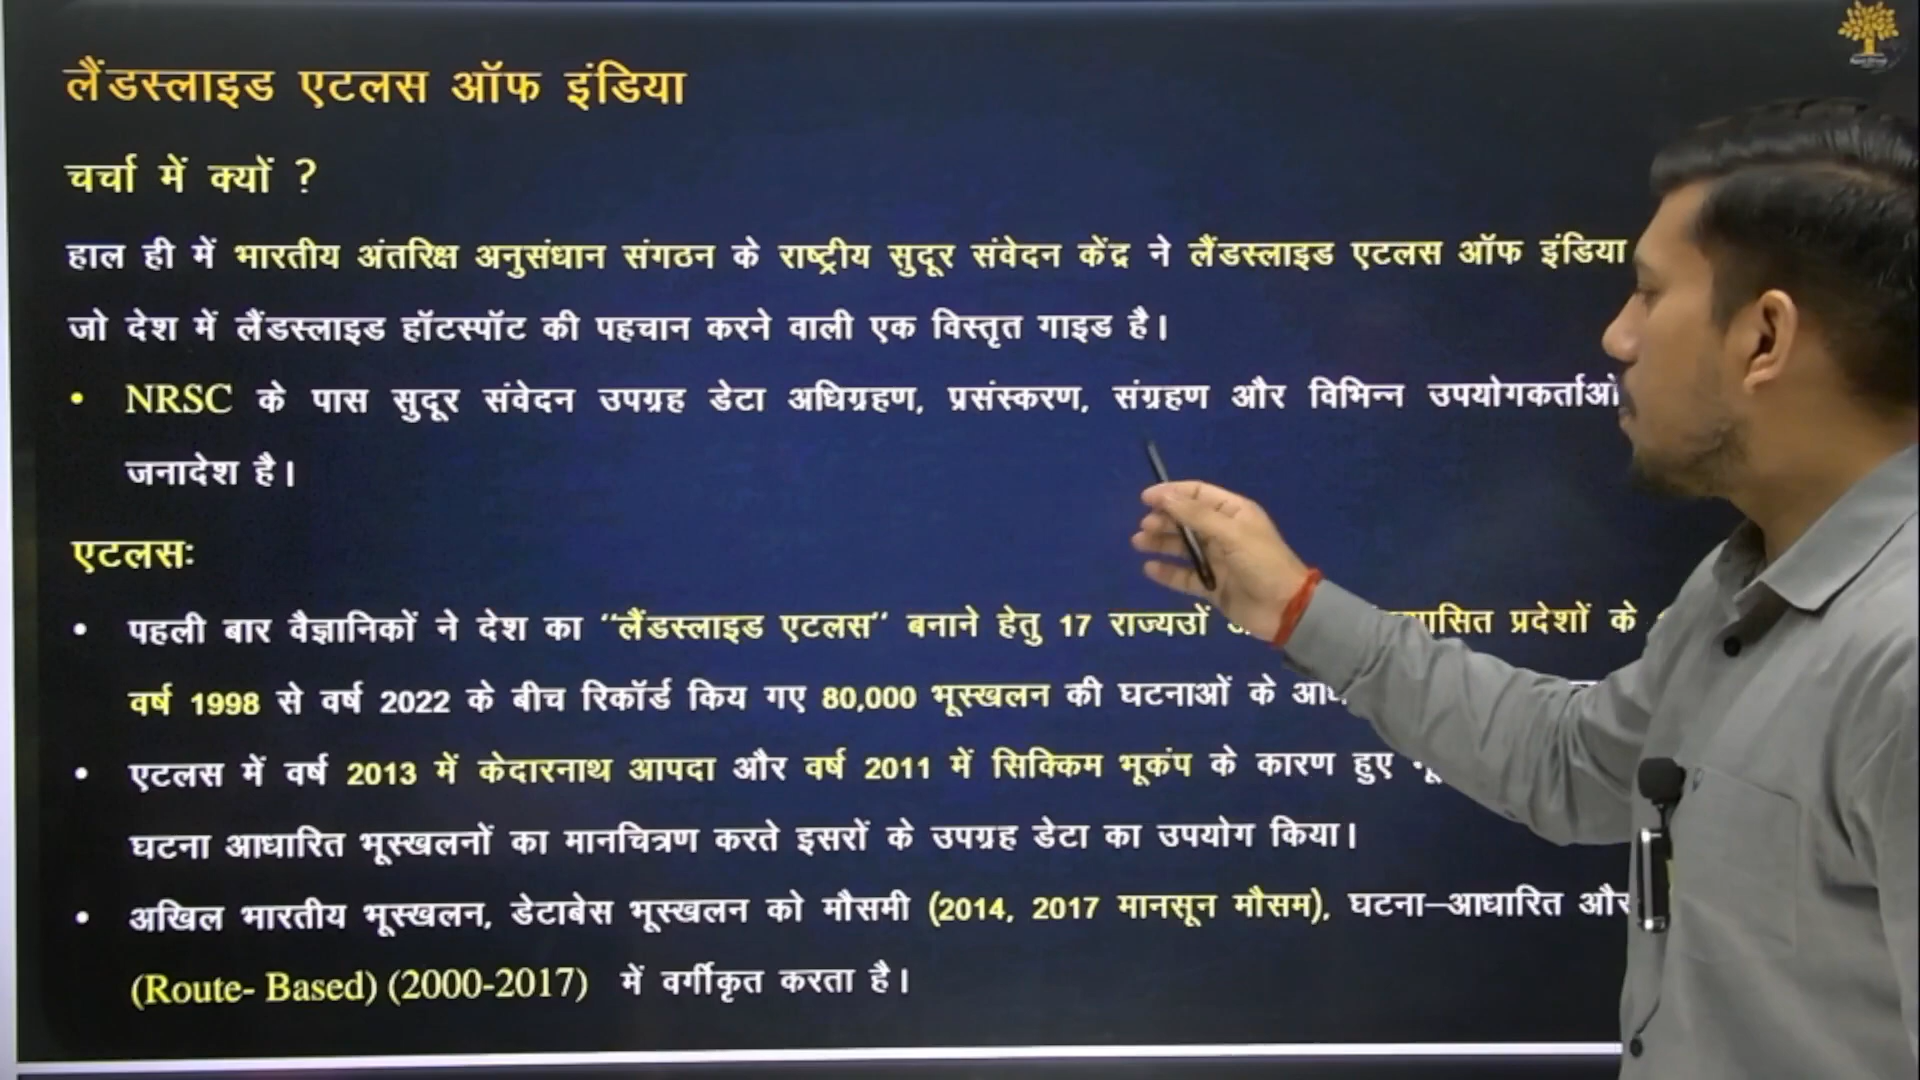 लैंडस्लाइड एटलस ऑफ इंडिया
चर्चा में क्यों ?
हाल ही में भारतीय अंतरिक्ष अनुसंधान संगठन के राष्ट्रीय सुदूर संवेदन केंद्र ने लैंडस्लाइड एटलस ऑफ इंडिया
जो देश में लैंडस्लाइड हॉटस्पॉट की पहचान करने वाली एक विस्तृत गाइड है।
• NRSC के पास सुदूर संवेदन उपग्रह डेटा अधिग्रहण, प्रसंस्करण, संग्रहण और विभिन्न उपयोगकर्ताओं
जनादेश है।
एटलसः
• पहली बार वैज्ञानिकों ने देश का "लैंडस्लाइड एटलस" बनाने हेतु 17 राज्यउों प्रदेशों के
वर्ष 1998 से वर्ष 2022 के बीच रिकॉर्ड किय गए 80,000 भूस्खलन की घटनाओं के
• एटलस में वर्ष 2013 में केदारनाथ आपदा और वर्ष 2011 में सिक्किम भूकंप के कारण हुए
घटना आधारित भूस्खलनों का मानचित्रण करते इसरों के उपग्रह डेटा का उपयोग किया।
• अखिल भारतीय भूस्खलन, डेटाबेस भूस्खलन को मौसमी (2014, 2017 मानसून मौसम), घटना–आधारित और
(Route- Based) (2000-2017) में वर्गीकृत करता है।